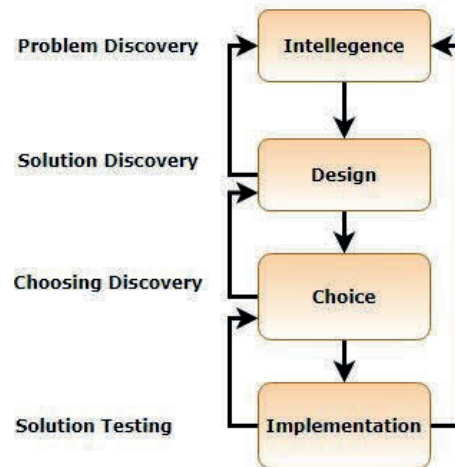 Problem Discovery
Intellegence
Solution Discovery
Design
Choosing Discovery
Choice
Solution Testing
Implementation